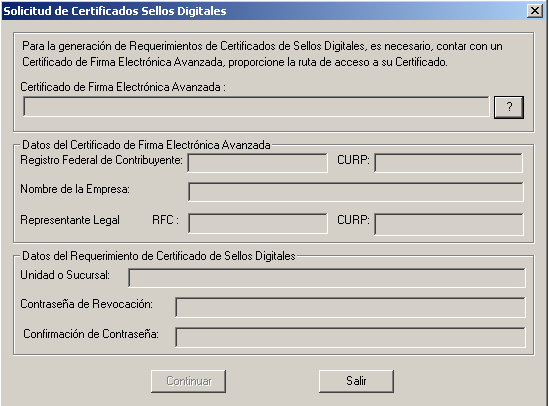 Solicitud de Certificados Sellos Digitales
Para la generación de Requerimientos de Certificados de Sellos Digitales, es necesario, contar con un
Certificado de Firma Electrónica Avanzada, proporcione la ruta de acceso a su Certificado.
Certificado de Firma Electrónica Avanzada :
?
Datos del Certificado de Firma Electrónica Avanzada
Registro Federal de Contribuyente: CURP:
Nombre de la Empresa:
Representante Legal RFC : CURP:
Datos del Requerimiento de Certificado de Sellos Digitales
Unidad o Sucursal:
Contraseña de Revocación:
Confirmación de Contraseña:
Continuar Salir